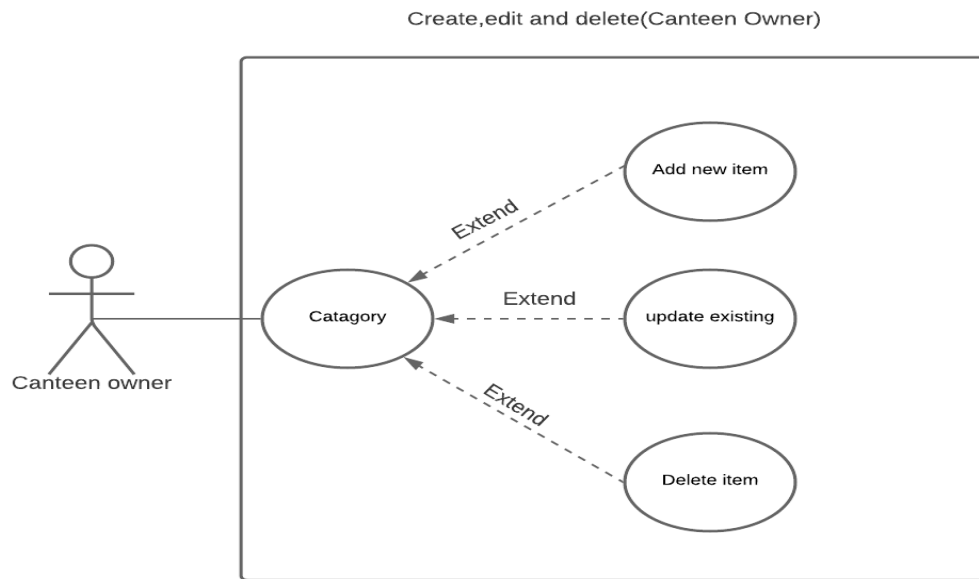 Create,edit and delete(Canteen Owner)
Add new item
Extend
Extend
Catagory
update existing
Canteen owner
Extend
Delete item